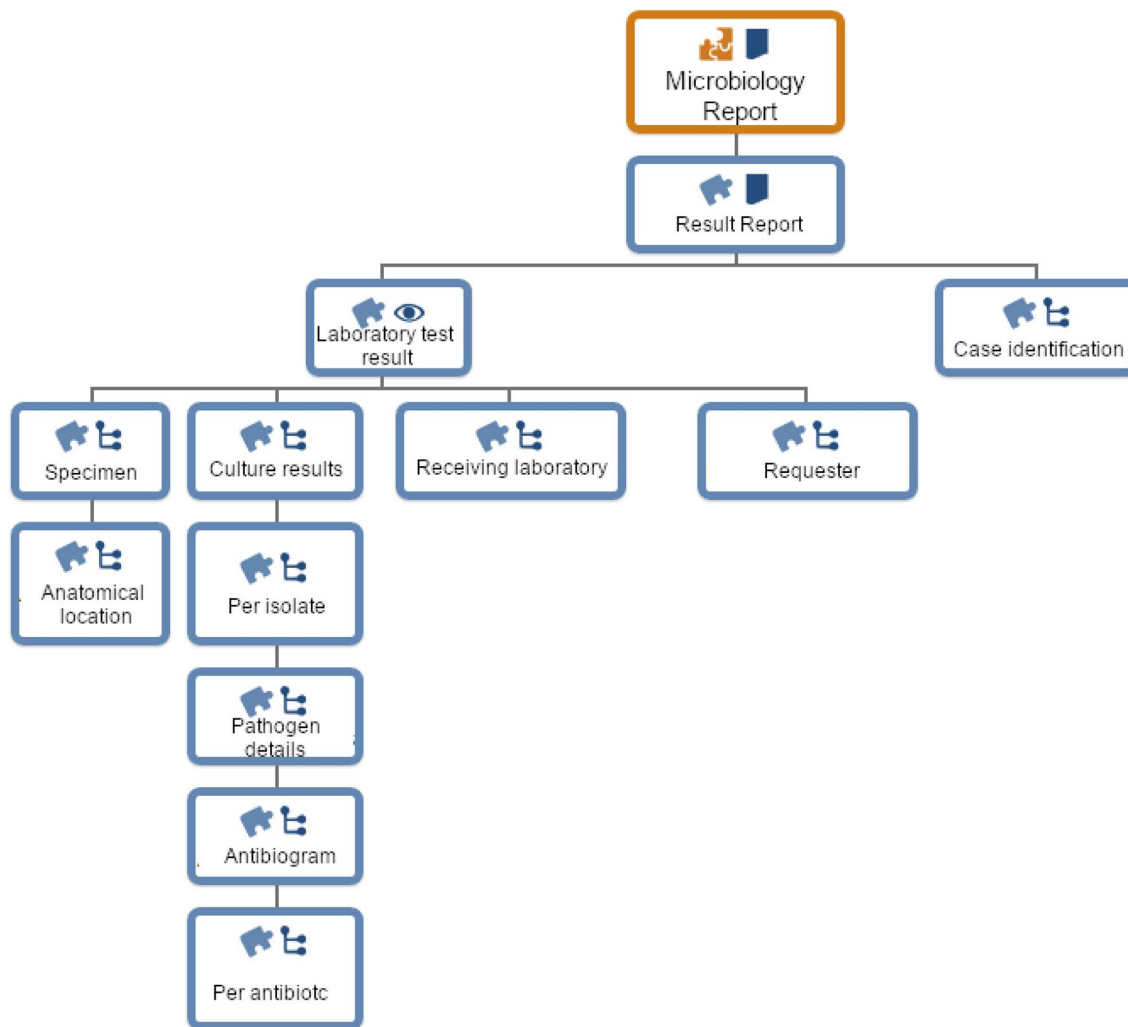 Microbiology
Report
Result Report
Laboratory test
result
Case identification
Specimen
Culture results
Receiving laboratory
Requester
Anatomical
location
Per isolate
Pathogen
details
Antibiogram
Per antibiotc